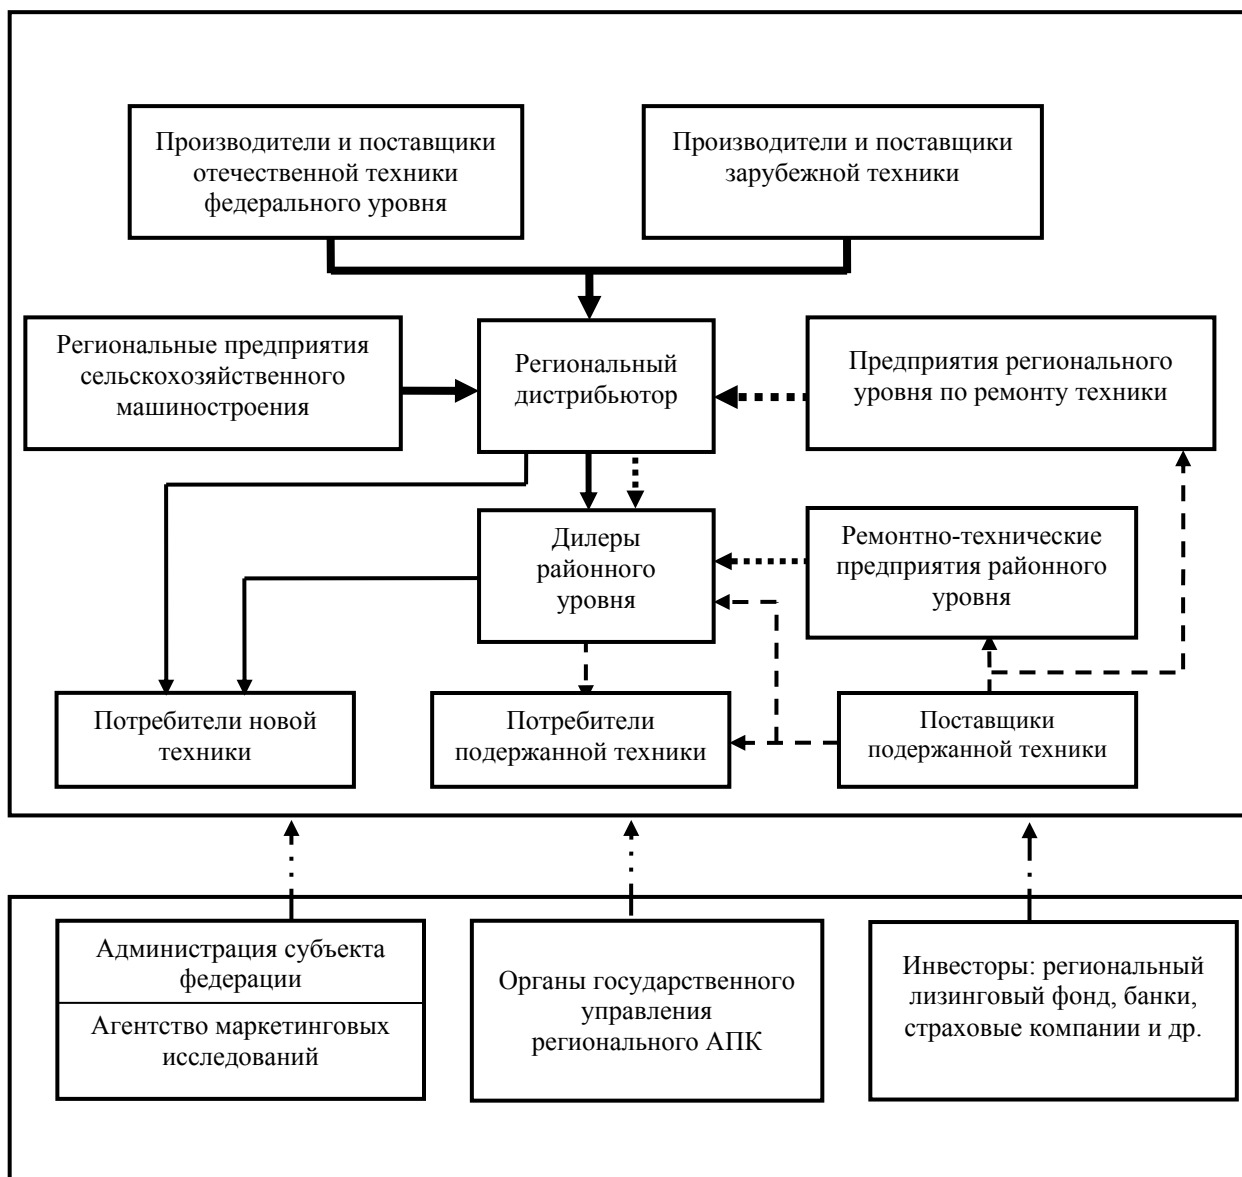 Производители и поставщики
отечественной техники
федерального уровня
Производители и поставщики
зарубежной техники
Региональные предприятия
сельскохозяйственного
машиностроения
Региональный
дистрибьютор
Предприятия регионального
уровня по ремонту техники
Дилеры
районного
уровня
Ремонтно-технические
предприятия районного
уровня
Потребители новой
техники
Потребители
подержанной техники
Поставщики
подержанной техники
Администрация субъекта
федерации
Агентство маркетинговых
исследований
Органы государственного
управления
регионального АПК
Инвесторы: региональный
лизинговый фонд, банки,
страховые компании и др.